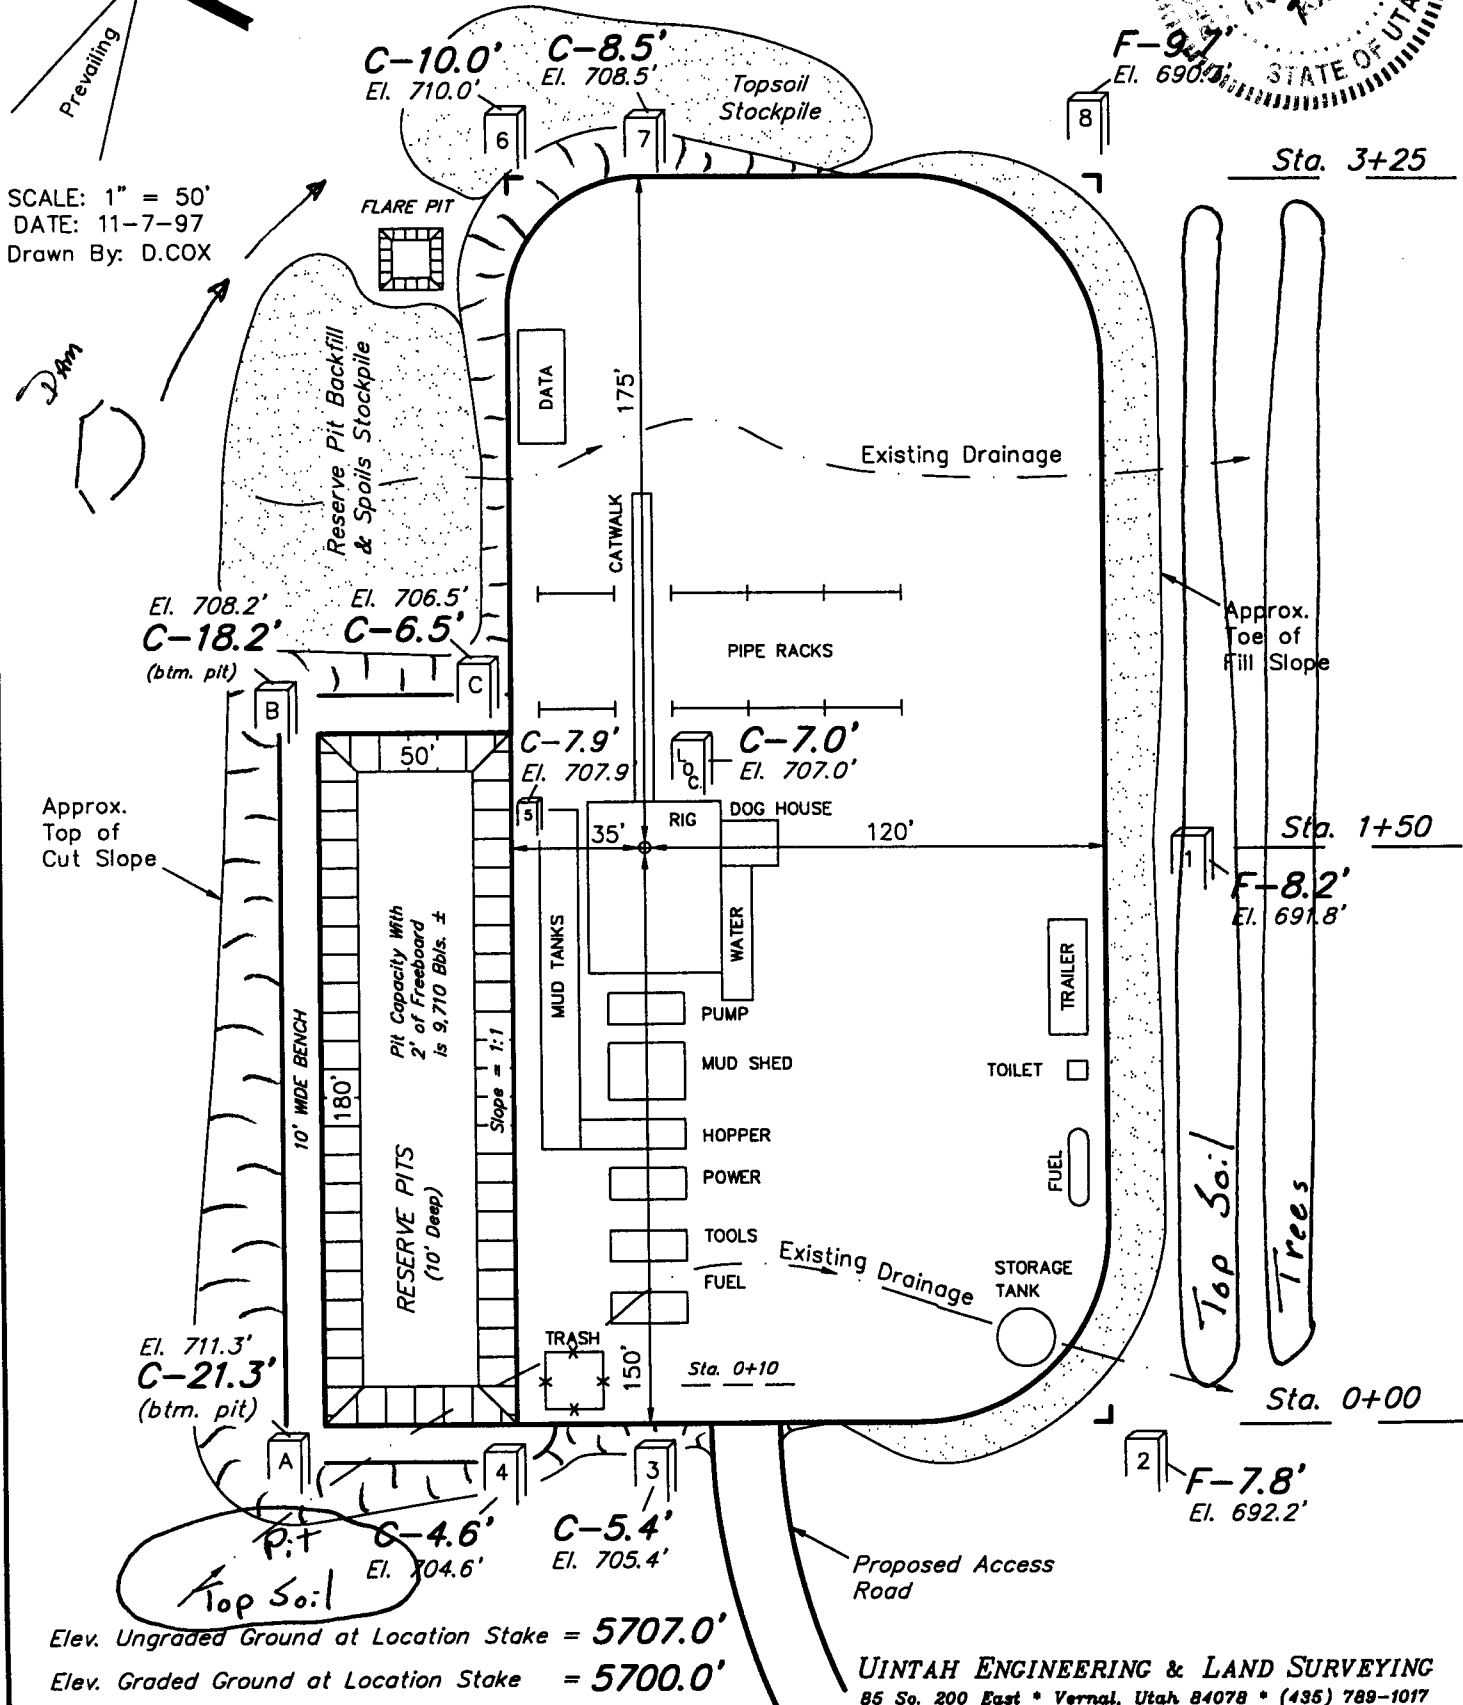 Prevailing
C-10.0'
El. 710.0'
C-8.5'
El. 708.5'
Topsoil
Stockpile
F-9.7'
El. 690.3'
STATE OF UTA
6
7
8
Sta. 3+25
SCALE: 1" = 50'
DATE: 11-7-97
Drawn By: D.COX
FLARE PIT
DAM
Reserve Pit Backfill
& Spoils Stockpile
DATA
175'
Existing Drainage
CATWALK
El. 708.2'
C-18.2'
(btm. pit)
El. 706.5'
C-6.5'
B
C
PIPE RACKS
Approx.
Toe of
Fill Slope
50'
C-7.9'
El. 707.9
LOC.
C-7.0'
El. 707.0'
5
RIG
DOG HOUSE
Approx.
Top of
Cut Slope
35'
120'
Sta. 1+50
1
F-8.2'
El. 691.8'
Pit Capacity With
2' of Freeboard
is 9,710 Bbls. ±
MUD TANKS
WATER
TRAILER
PUMP
10' WIDE BENCH
180'
Slope = 1:1
MUD SHED
TOILET
HOPPER
RESERVE PITS
(10' Deep)
POWER
FUEL
Top Soil
Trees
TOOLS
Existing Drainage
STORAGE
TANK
FUEL
El. 711.3'
C-21.3'
(btm. pit)
TRASH
150'
Sta. 0+10
Sta. 0+00
A
4
3
2
F-7.8'
El. 692.2'
Pit
Top Soil
C-4.6'
El. 704.6'
C-5.4'
El. 705.4'
Proposed Access
Road
Elev. Ungraded Ground at Location Stake = 5707.0'
Elev. Graded Ground at Location Stake = 5700.0'
UINTAH ENGINEERING & LAND SURVEYING
85 So. 200 East * Vernal, Utah 84078 * (435) 789-1017